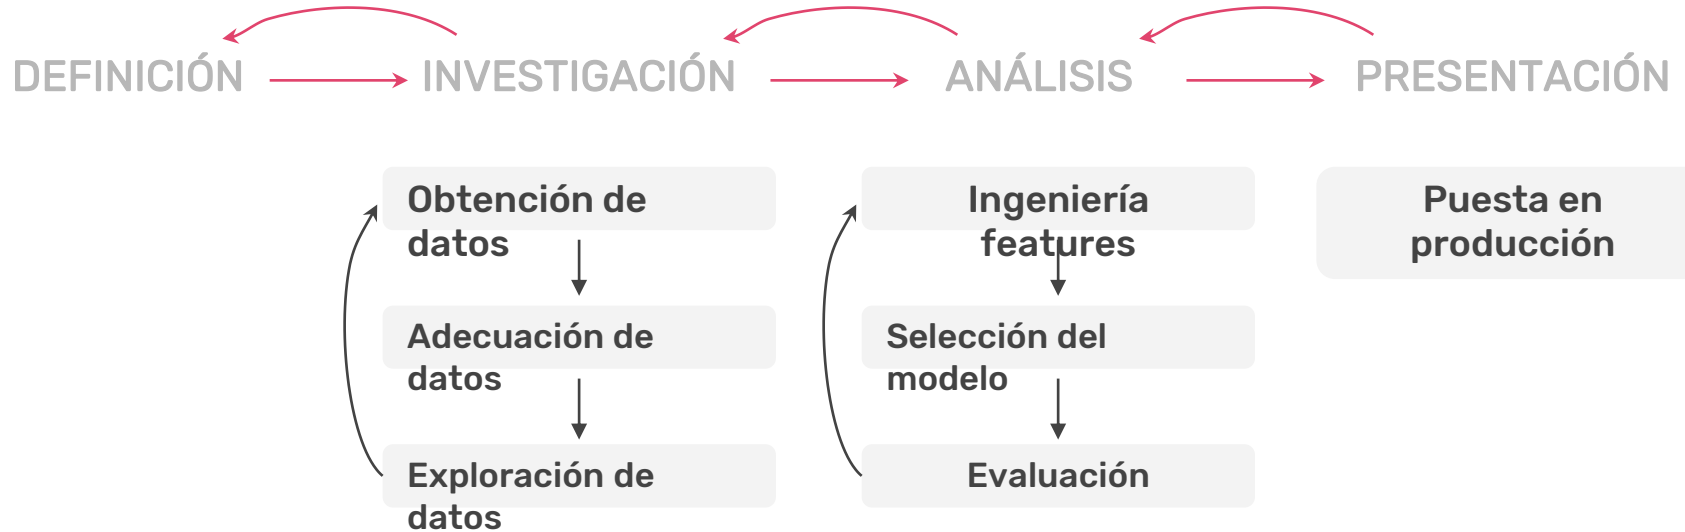 DEFINICIÓN
INVESTIGACIÓN
ANÁLISIS
PRESENTACIÓN
Obtención de
datos
Adecuación de
datos
Exploración de
datos
Ingeniería
features
Selección del
modelo
Evaluación
Puesta en
producción